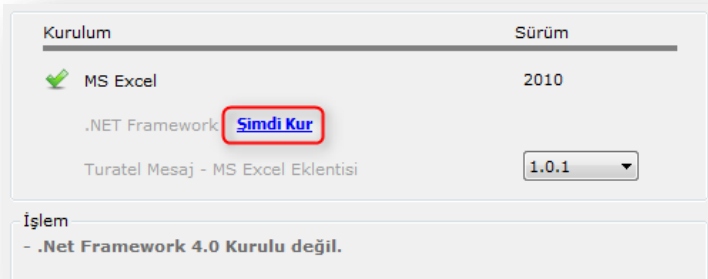 Kurulum Sürüm
MS Excel 2010
.NET Framework Şimdi Kur
Turatel Mesaj - MS Excel Eklentisi 1.0.1
İşlem
- .Net Framework 4.0 Kurulu değil.